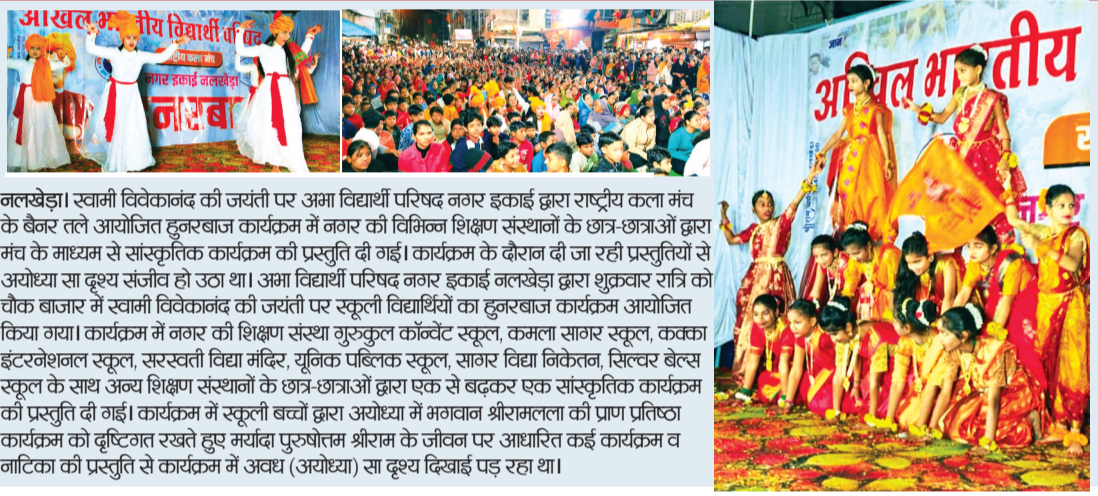 अखिल भारतीय विद्यार्थी परिषद
राष्ट्रीय कला मंच
नगर इकाई नलखेड़ा
अखिल भारतीय
नलखेड़ा। स्वामी विवेकानंद की जयंती पर अभा विद्यार्थी परिषद नगर इकाई द्वारा राष्ट्रीय कला मंच
के बैनर तले आयोजित हुनरबाज कार्यक्रम में नगर की विभिन्न शिक्षण संस्थानों के छात्र-छात्राओं द्वारा
मंच के माध्यम से सांस्कृतिक कार्यक्रम की प्रस्तुति दी गई। कार्यक्रम के दौरान दी जा रही प्रस्तुतियों से
अयोध्या सा दृश्य संजीव हो उठा था। अभा विद्यार्थी परिषद नगर इकाई नलखेड़ा द्वारा शुक्रवार रात्रि को
चौक बाजार में स्वामी विवेकानंद की जयंती पर स्कूली विद्यार्थियों का हुनरबाज कार्यक्रम आयोजित
किया गया। कार्यक्रम में नगर की शिक्षण संस्था गुरुकुल कॉन्वेंट स्कूल, कमला सागर स्कूल, कक्का
इंटरनेशनल स्कूल, सरस्वती विद्या मंदिर, यूनिक पब्लिक स्कूल, सागर विद्या निकेतन, सिल्वर बेल्स
स्कूल के साथ अन्य शिक्षण संस्थानों के छात्र-छात्राओं द्वारा एक से बढ़कर एक सांस्कृतिक कार्यक्रम
की प्रस्तुति दी गई। कार्यक्रम में स्कूली बच्चों द्वारा अयोध्या में भगवान श्रीरामलला की प्राण प्रतिष्ठा
कार्यक्रम को दृष्टिगत रखते हुए मर्यादा पुरुषोत्तम श्रीराम के जीवन पर आधारित कई कार्यक्रम व
नाटिका की प्रस्तुति से कार्यक्रम में अवध (अयोध्या) सा दृश्य दिखाई पड़ रहा था।